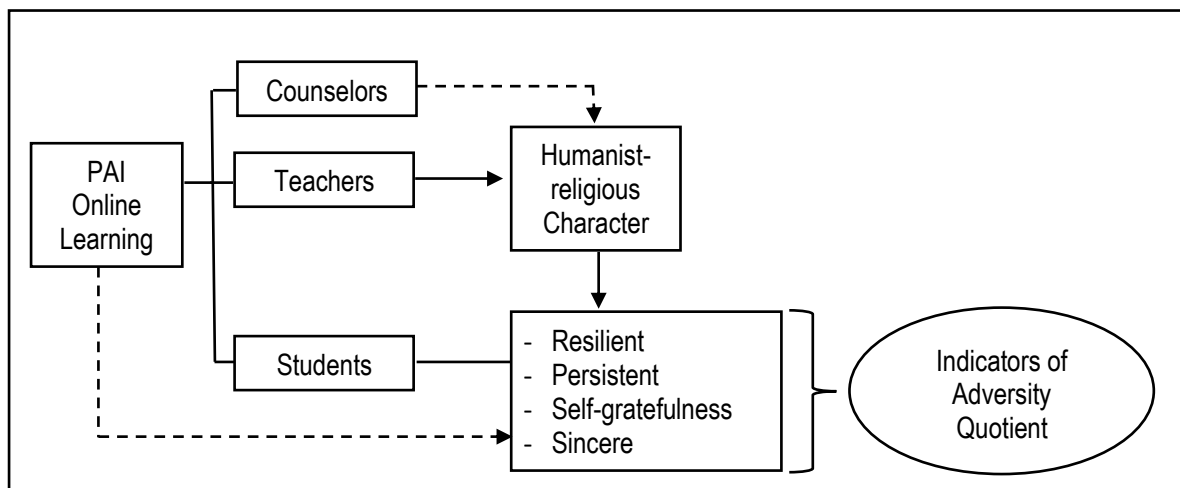 Counselors
PAI
Online
Learning
Teachers
Humanist-
religious
Character
Students
- Resilient
- Persistent
- Self-gratefulness
- Sincere
Indicators of
Adversity
Quotient